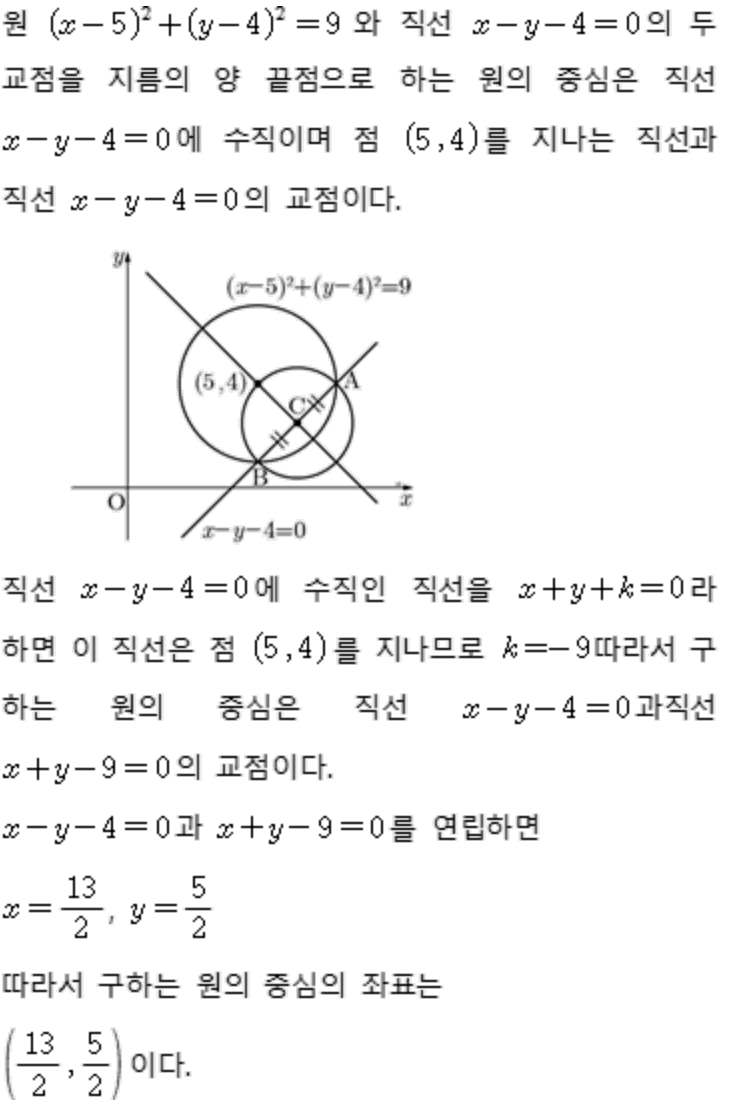 원 (x-5)²+(y-4)²=9 와 직선 x-y-4=0의 두
교점을 지름의 양 끝점으로 하는 원의 중심은 직선
x-y-4=0에 수직이며 점 (5,4)를 지나는 직선과
직선 x-y-4=0의 교점이다.
y
(x-5)²+(y-4)²=9
(5,4)
A
C
B
O
x
x-y-4=0
직선 x-y-4=0에 수직인 직선을 x+y+k=0라
하면 이 직선은 점 (5,4)를 지나므로 k=-9따라서 구
하는 원의 중심은 직선 x-y-4=0과직선
x+y-9=0의 교점이다.
x-y-4=0과 x+y-9=0를 연립하면
x=13/2, y=5/2
따라서 구하는 원의 중심의 좌표는
(13/2, 5/2)이다.